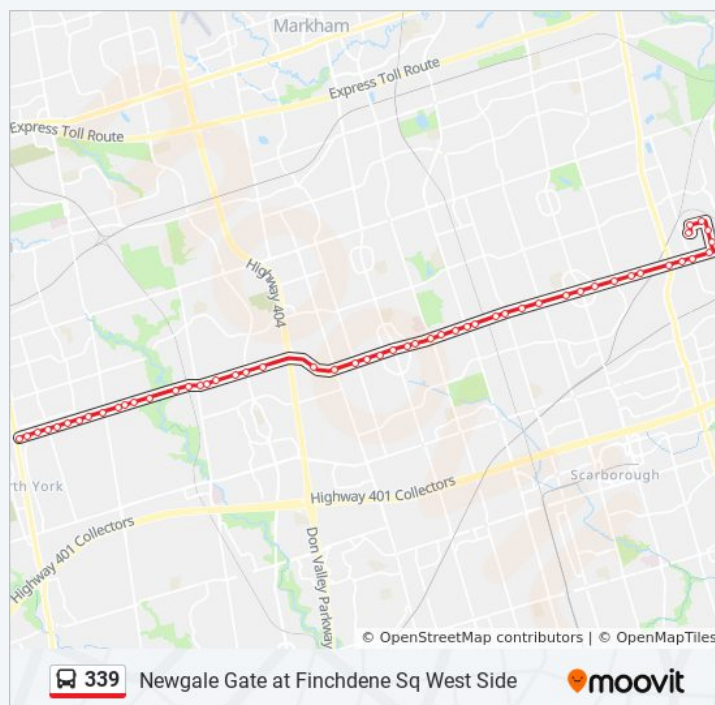 Markham
Express Toll Route
Express Toll Route
Highway 404
rth York
Scarborough
Highway 401 Collectors
Highway 401 Collectors
Don Valley Parkway
© OpenStreetMap contributors | © OpenMapTiles
339 Newgale Gate at Finchdene Sq West Side
moovit